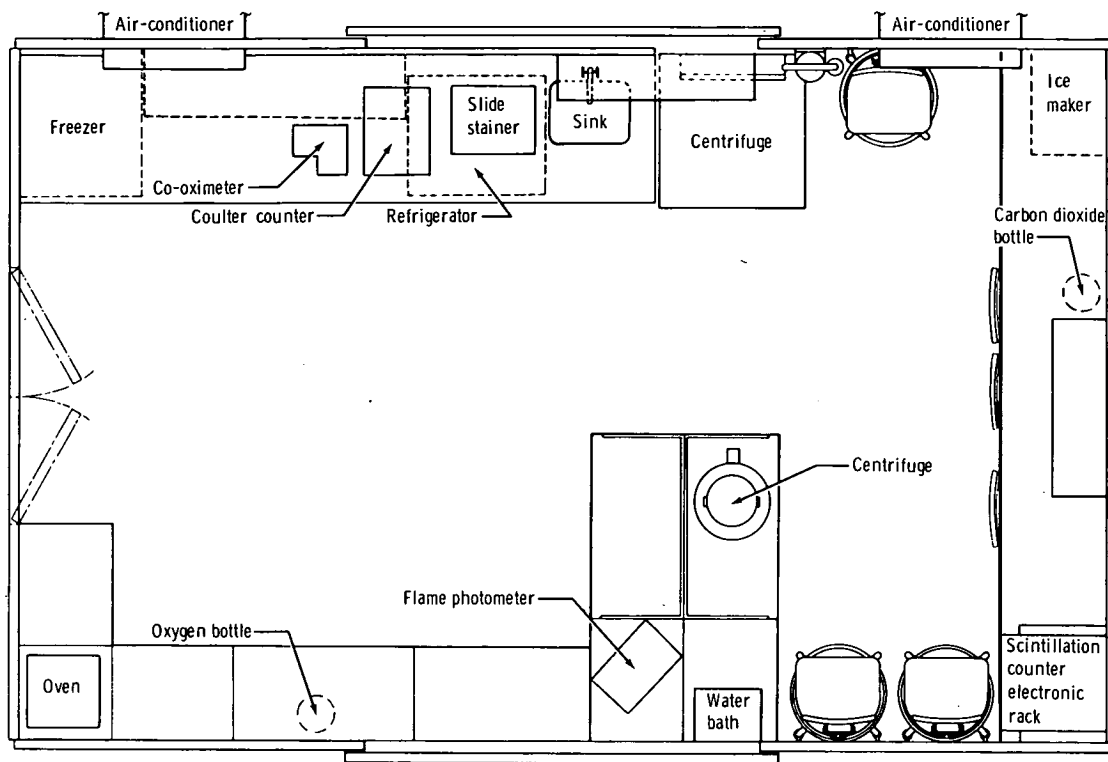 Air-conditioner
Air-conditioner
Freezer
Slide
stainer
Sink
Centrifuge
Ice
maker
Co-oximeter
Coulter counter
Refrigerator
Carbon dioxide
bottle
Centrifuge
Flame photometer
Oxygen bottle
Oven
Water
bath
Scintillation
counter
electronic
rack